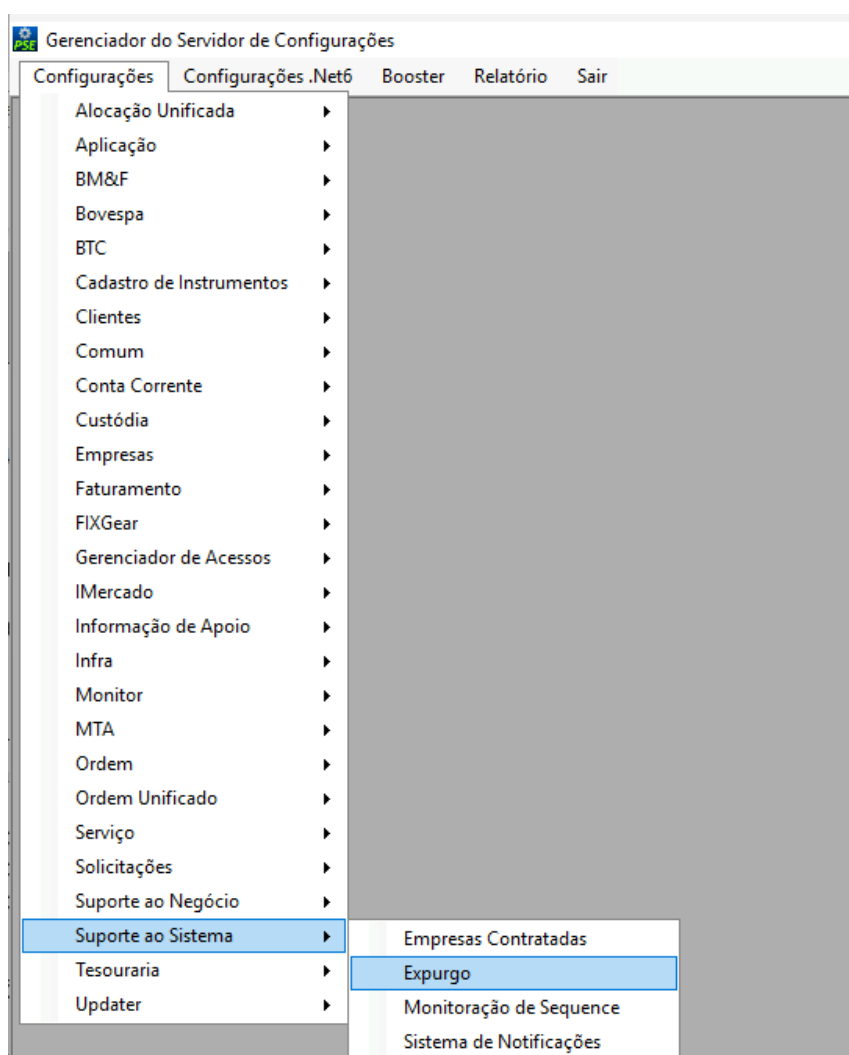 PSE Gerenciador do Servidor de Configurações
Configurações Configurações .Net6 Booster Relatório Sair
Alocação Unificada
Aplicação
BM&F
Bovespa
BTC
Cadastro de Instrumentos
Clientes
Comum
Conta Corrente
Custódia
Empresas
Faturamento
FIXGear
Gerenciador de Acessos
IMercado
Informação de Apoio
Infra
Monitor
MTA
Ordem
Ordem Unificado
Serviço
Solicitações
Suporte ao Negócio
Suporte ao Sistema
Tesouraria
Updater
Empresas Contratadas
Expurgo
Monitoração de Sequence
Sistema de Notificações